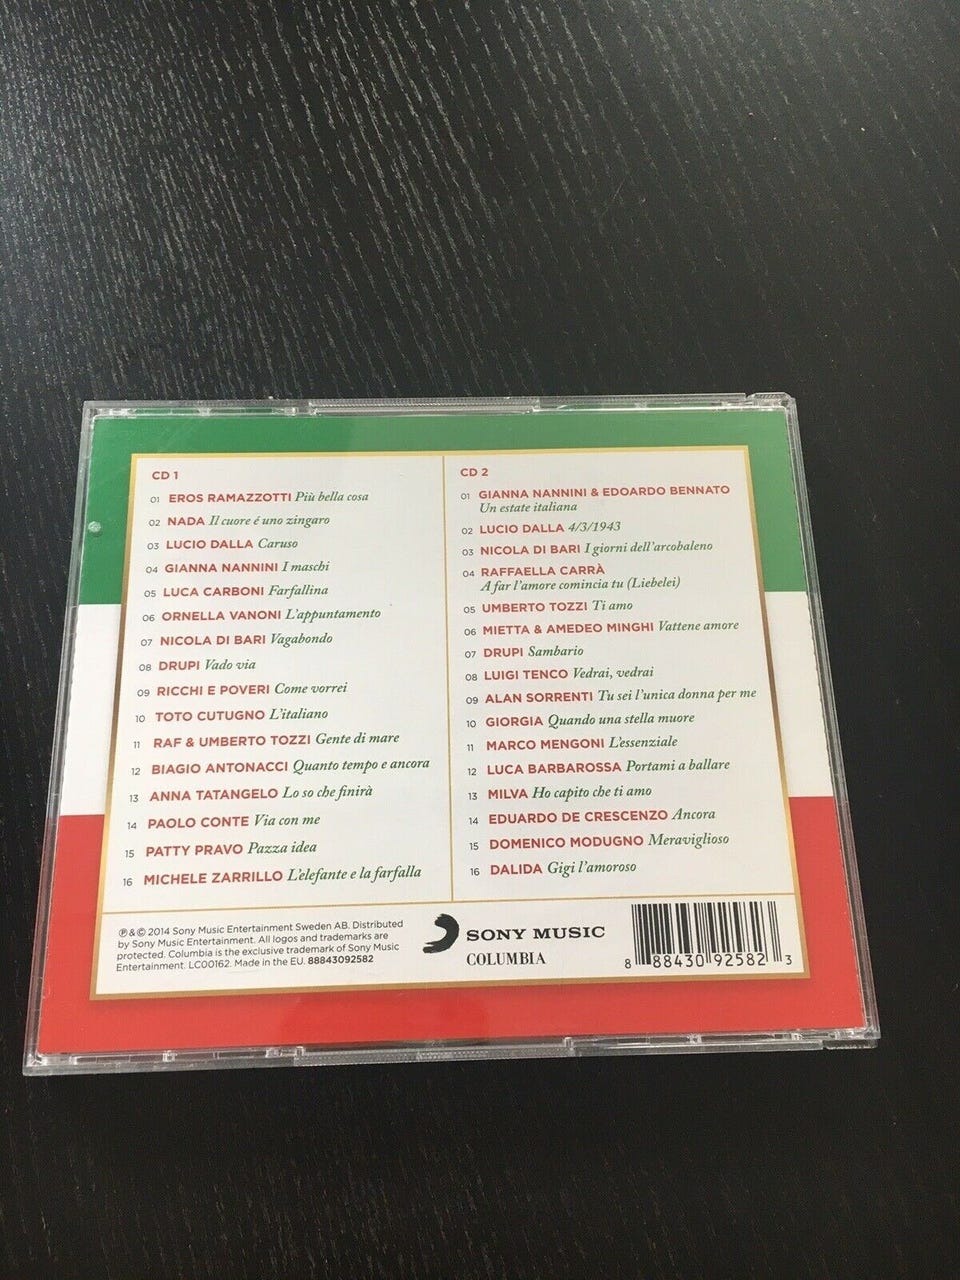 CD 1
01 EROS RAMAZZOTTI Più bella cosa
02 NADA Il cuore é uno zingaro
03 LUCIO DALLA Caruso
04 GIANNA NANNINI I maschi
05 LUCA CARBONI Farfallina
06 ORNELLA VANONI L'appuntamento
07 NICOLA DI BARI Vagabondo
08 DRUPI Vado via
09 RICCHI E POVERI Come vorrei
10 TOTO CUTUGNO L'italiano
11 RAF & UMBERTO TOZZI Gente di mare
12 BIAGIO ANTONACCI Quanto tempo e ancora
13 ANNA TATANGELO Lo so che finirà
14 PAOLO CONTE Via con me
15 PATTY PRAVO Pazza idea
16 MICHELE ZARRILLO L'elefante e la farfalla
CD 2
01 GIANNA NANNINI & EDOARDO BENNATO
Un estate italiana
02 LUCIO DALLA 4/3/1943
03 NICOLA DI BARI I giorni dell'arcobaleno
04 RAFFAELLA CARRÀ
A far l'amore comincia tu (Liebelei)
05 UMBERTO TOZZI Ti amo
06 MIETTA & AMEDEO MINGHI Vattene amore
07 DRUPI Sambario
08 LUIGI TENCO Vedrai, vedrai
09 ALAN SORRENTI Tu sei l'unica donna per me
10 GIORGIA Quando una stella muore
11 MARCO MENGONI L'essenziale
12 LUCA BARBAROSSA Portami a ballare
13 MILVA Ho capito che ti amo
14 EDUARDO DE CRESCENZO Ancora
15 DOMENICO MODUGNO Meraviglioso
16 DALIDA Gigi l'amoroso
℗ & © 2014 Sony Music Entertainment Sweden AB. Distributed
by Sony Music Entertainment. All logos and trademarks are
protected. Columbia is the exclusive trademark of Sony Music
Entertainment. LC00162. Made in the EU. 88843092582
SONY MUSIC
COLUMBIA
8 88430 92582 3